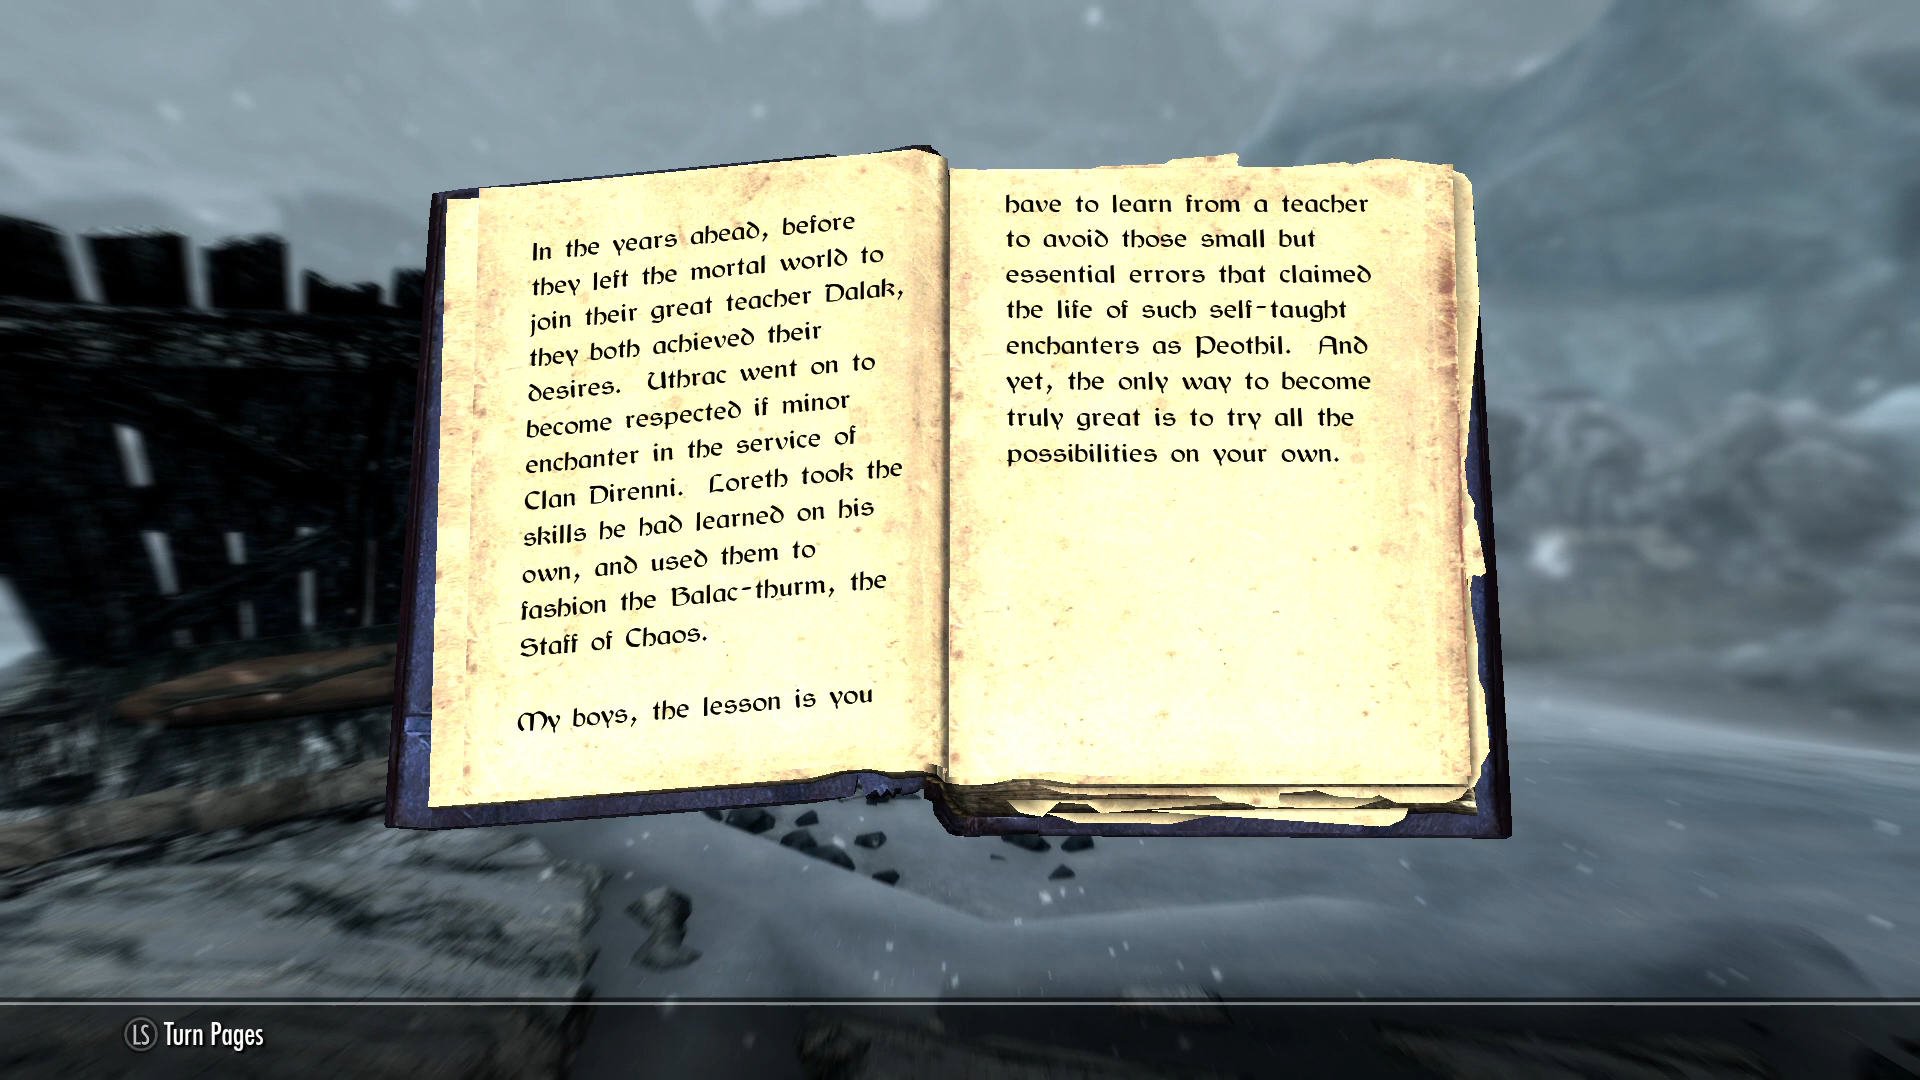 In the years ahead, before
they left the mortal world to
join their great teacher Dalak,
they both achieved their
desires.  Uthrac went on to
become respected if minor
enchanter in the service of
Clan Direnni.  Loreth took the
skills he had learned on his
own, and used them to
fashion the Balac-thurm, the
Staff of Chaos.
My boys, the lesson is you
have to learn from a teacher
to avoid those small but
essential errors that claimed
the life of such self-taught
enchanters as Peothil.  And
yet, the only way to become
truly great is to try all the
possibilities on your own.
LS Turn Pages